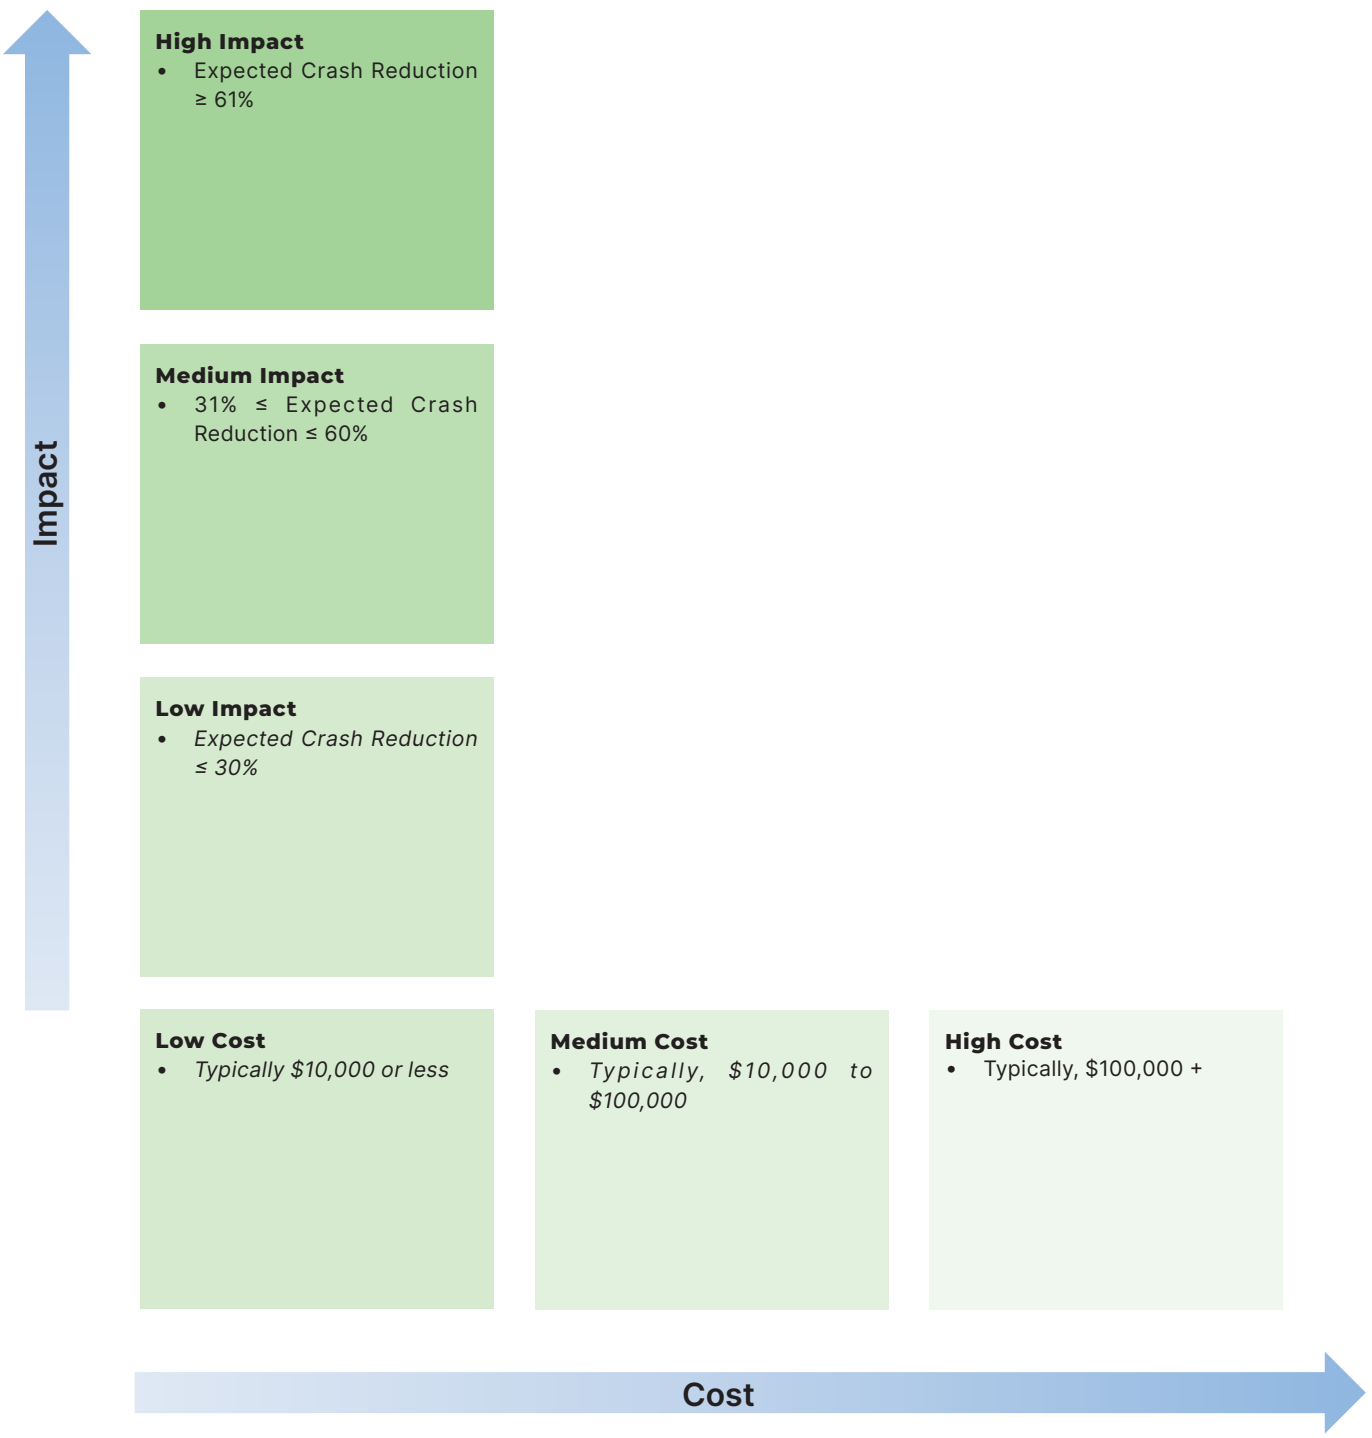 High Impact
• Expected Crash Reduction
≥ 61%
Medium Impact
• 31% ≤ Expected Crash
Reduction ≤ 60%
Impact
Low Impact
• Expected Crash Reduction
≤ 30%
Low Cost
• Typically $10,000 or less
Medium Cost
• Typically, $10,000 to
$100,000
High Cost
• Typically, $100,000 +
Cost